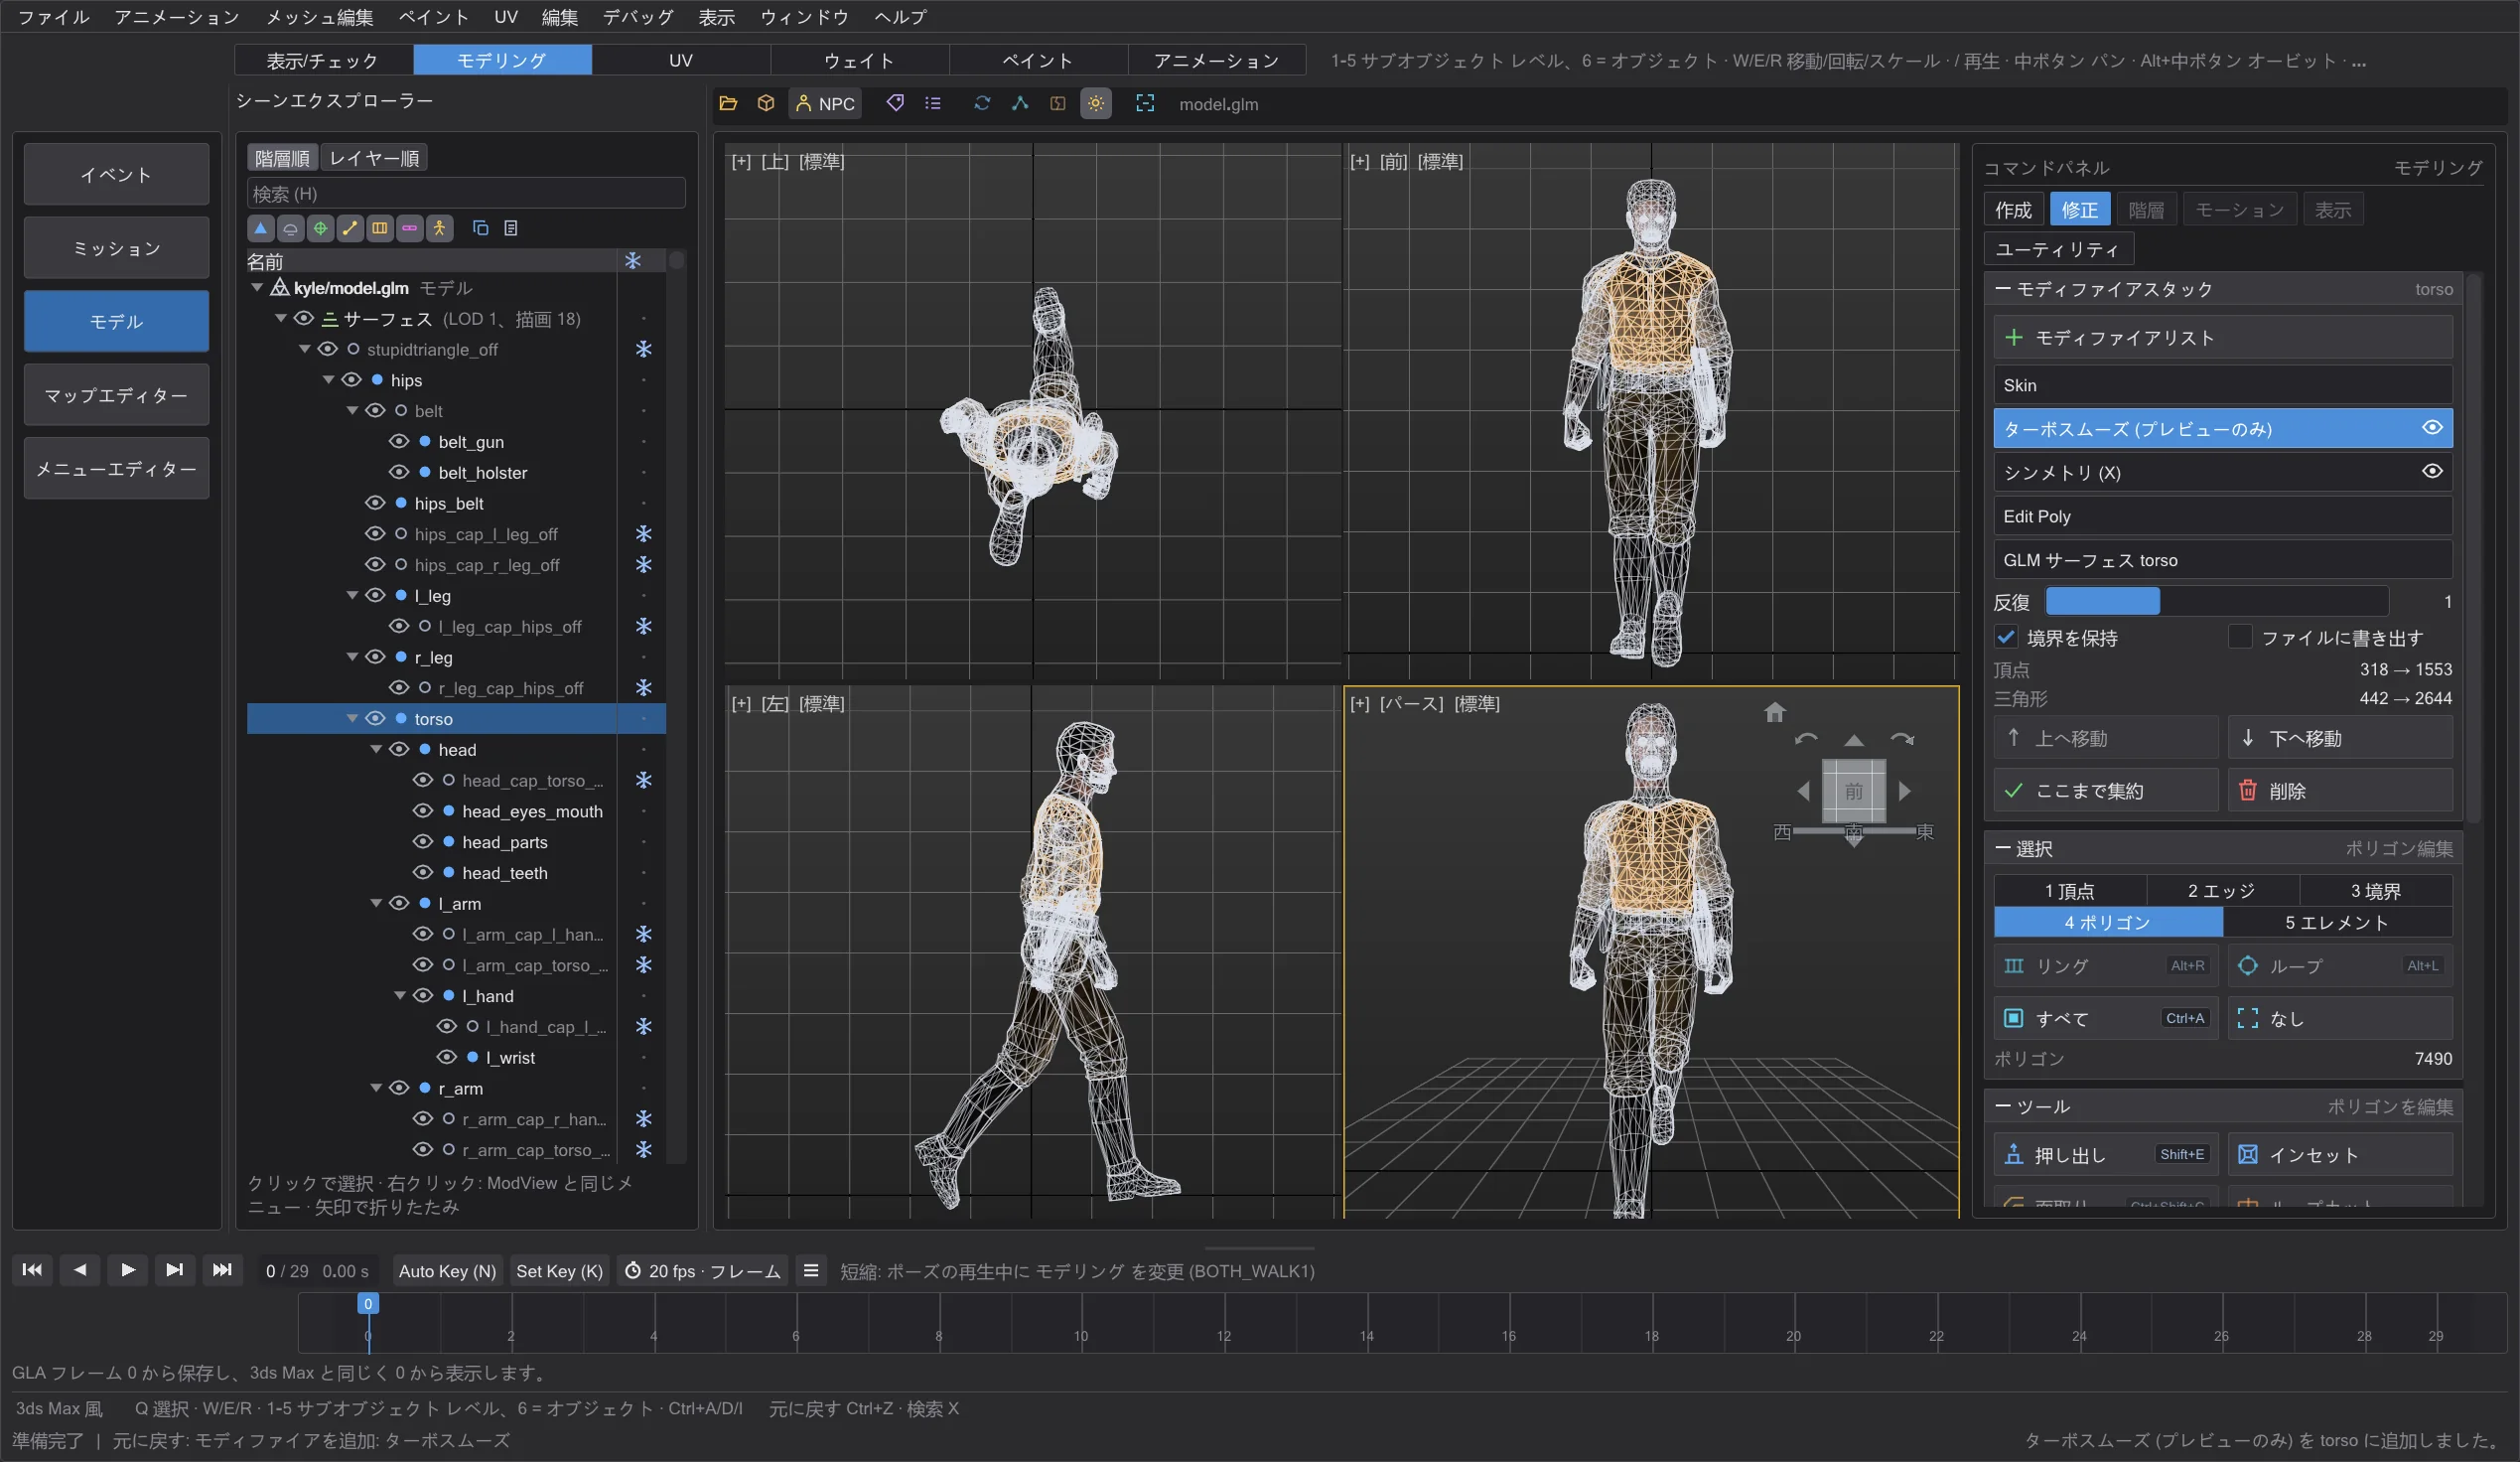 ファイル アニメーション メッシュ編集 ペイント UV 編集 デバッグ 表示 ウィンドウ ヘルプ
表示/チェック モデリング UV ウェイト ペイント アニメーション 1-5 サブオブジェクト レベル、6 = オブジェクト · W/E/R 移動/回転/スケール · / 再生 · 中ボタン パン · Alt+中ボタン オービット · ...
シーンエクスプローラー
NPC model.glm
イベント
ミッション
モデル
マップエディター
メニューエディター
階層順 レイヤー順
検索 (H)
名前
kyle/model.glm モデル
サーフェス (LOD 1、描画 18)
stupidtriangle_off
hips
belt
belt_gun
belt_holster
hips_belt
hips_cap_l_leg_off
hips_cap_r_leg_off
l_leg
l_leg_cap_hips_off
r_leg
r_leg_cap_hips_off
torso
head
head_cap_torso_...
head_eyes_mouth
head_parts
head_teeth
l_arm
l_arm_cap_l_han...
l_arm_cap_torso_...
l_hand
l_hand_cap_l_...
l_wrist
r_arm
r_arm_cap_r_han...
r_arm_cap_torso_...
クリックで選択 · 右クリック: ModView と同じメ
ニュー · 矢印で折りたたみ
[+] [上] [標準]
[+] [前] [標準]
[+] [左] [標準]
[+] [パース] [標準]
前
西 南 東
コマンドパネル モデリング
作成 修正 階層 モーション 表示
ユーティリティ
モディファイアスタック torso
モディファイアリスト
Skin
ターボスムーズ (プレビューのみ)
シンメトリ (X)
Edit Poly
GLM サーフェス torso
反復 1
境界を保持 ファイルに書き出す
頂点 318 → 1553
三角形 442 → 2644
上へ移動 下へ移動
ここまで集約 削除
選択 ポリゴン編集
1 頂点 2 エッジ 3 境界
4 ポリゴン 5 エレメント
リング Alt+R ループ Alt+L
すべて Ctrl+A なし
ポリゴン 7490
ツール ポリゴンを編集
押し出し Shift+E インセット
面取り Ctrl+Shift+C ループカット
0 / 29 0.00 s Auto Key (N) Set Key (K) 20 fps · フレーム 短縮: ポーズの再生中に モデリング を変更 (BOTH_WALK1)
0
0 2 4 6 8 10 12 14 16 18 20 22 24 26 28 29
GLA フレーム 0 から保存し、3ds Max と同じく 0 から表示します。
3ds Max 風 Q 選択 · W/E/R · 1-5 サブオブジェクト レベル、6 = オブジェクト · Ctrl+A/D/I 元に戻す Ctrl+Z · 検索 X
準備完了 | 元に戻す: モディファイアを追加: ターボスムーズ ターボスムーズ (プレビューのみ) を torso に追加しました。